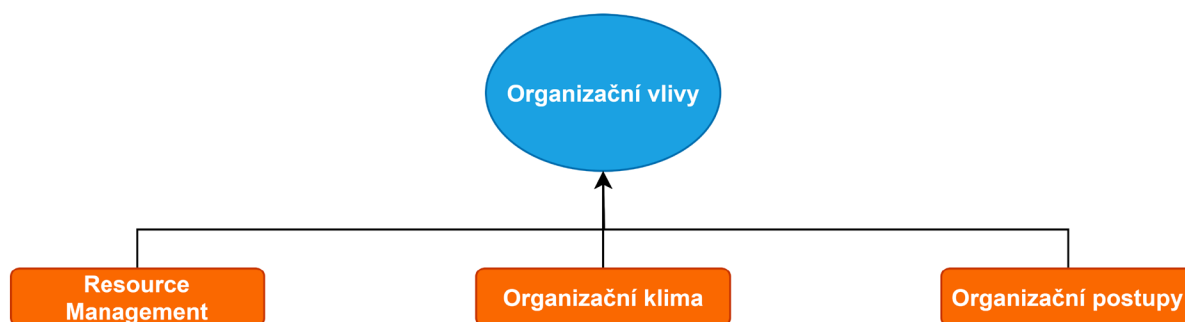 Organizační vlivy
Resource
Management
Organizační klima
Organizační postupy